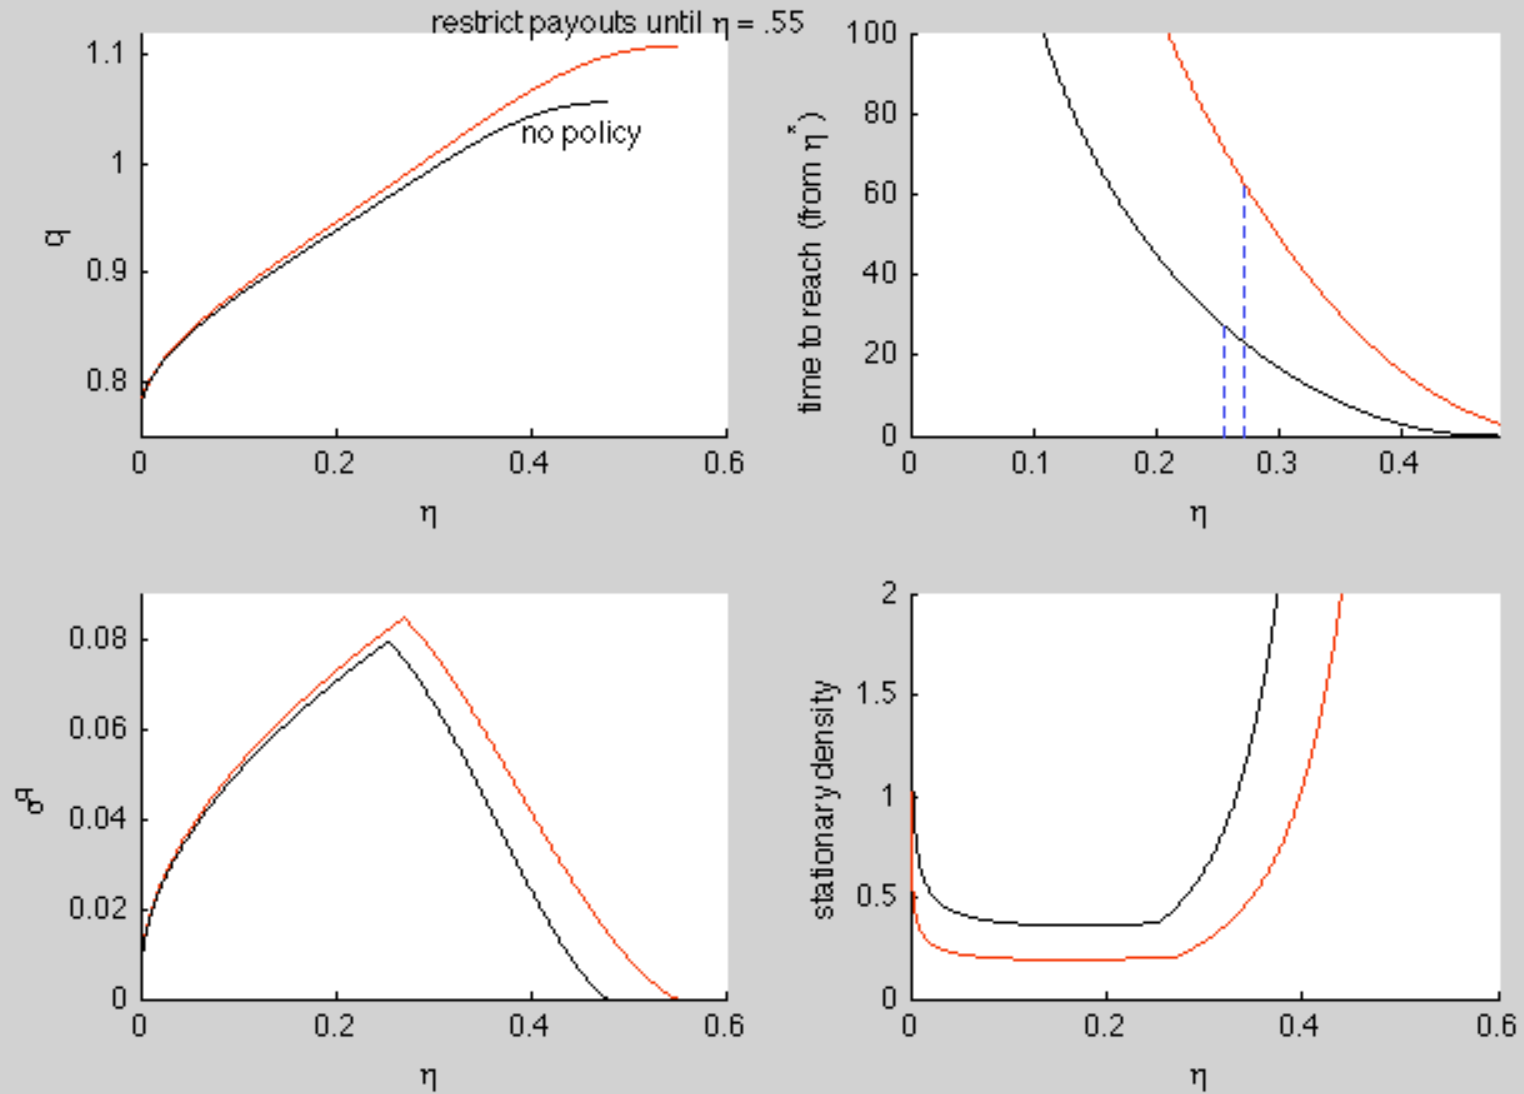 restrict payouts until η = .55
1.1
1
0.9
0.8
q
no policy
0 0.2 0.4 0.6
η
100
80
60
40
20
0
time to reach (from η*)
0 0.1 0.2 0.3 0.4
η
0.08
0.06
0.04
0.02
0
σq
0 0.2 0.4 0.6
η
2
1.5
1
0.5
0
stationary density
0 0.2 0.4 0.6
η